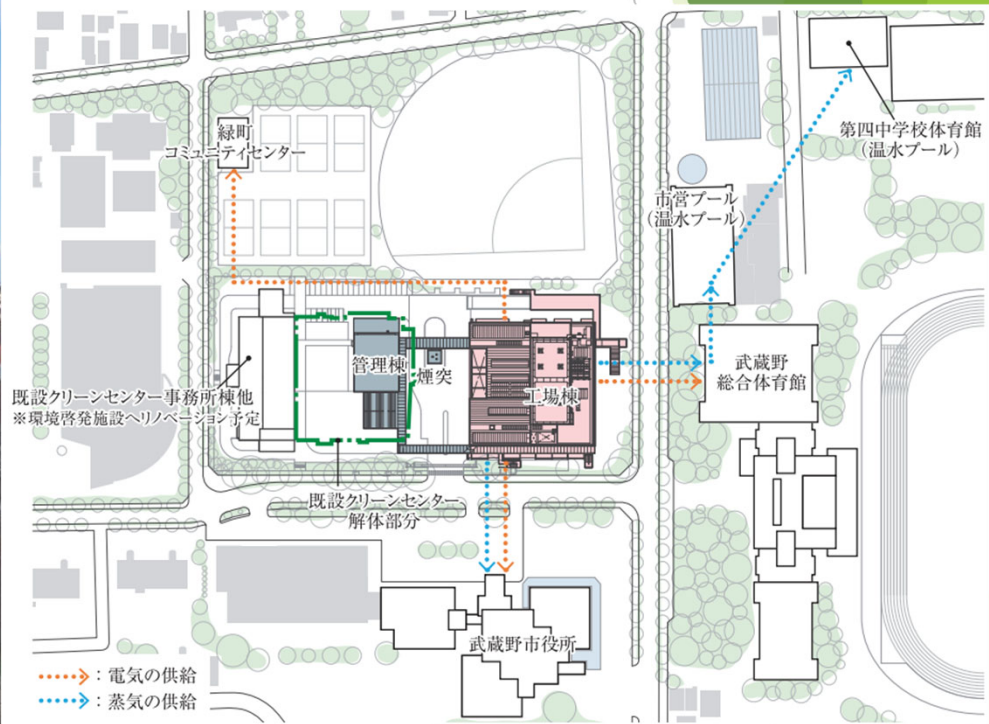 緑町
コミュニティセンター
第四中学校体育館
(温水プール)
市営プール
(温水プール)
管理棟
煙突
工場棟
武蔵野
総合体育館
既設クリーンセンター事務所棟他
※環境啓発施設へリノベーション予定
既設クリーンセンター
解体部分
武蔵野市役所
：電気の供給
：蒸気の供給